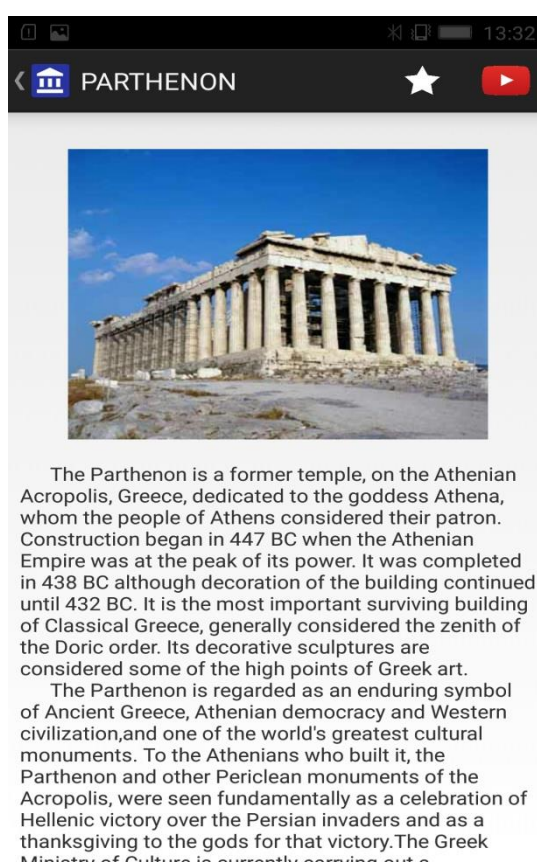 13:32
PARTHENON
The Parthenon is a former temple, on the Athenian
Acropolis, Greece, dedicated to the goddess Athena,
whom the people of Athens considered their patron.
Construction began in 447 BC when the Athenian
Empire was at the peak of its power. It was completed
in 438 BC although decoration of the building continued
until 432 BC. It is the most important surviving building
of Classical Greece, generally considered the zenith of
the Doric order. Its decorative sculptures are
considered some of the high points of Greek art.
The Parthenon is regarded as an enduring symbol
of Ancient Greece, Athenian democracy and Western
civilization,and one of the world's greatest cultural
monuments. To the Athenians who built it, the
Parthenon and other Periclean monuments of the
Acropolis, were seen fundamentally as a celebration of
Hellenic victory over the Persian invaders and as a
thanksgiving to the gods for that victory.The Greek
Ministry of Culture is currently carrying out a